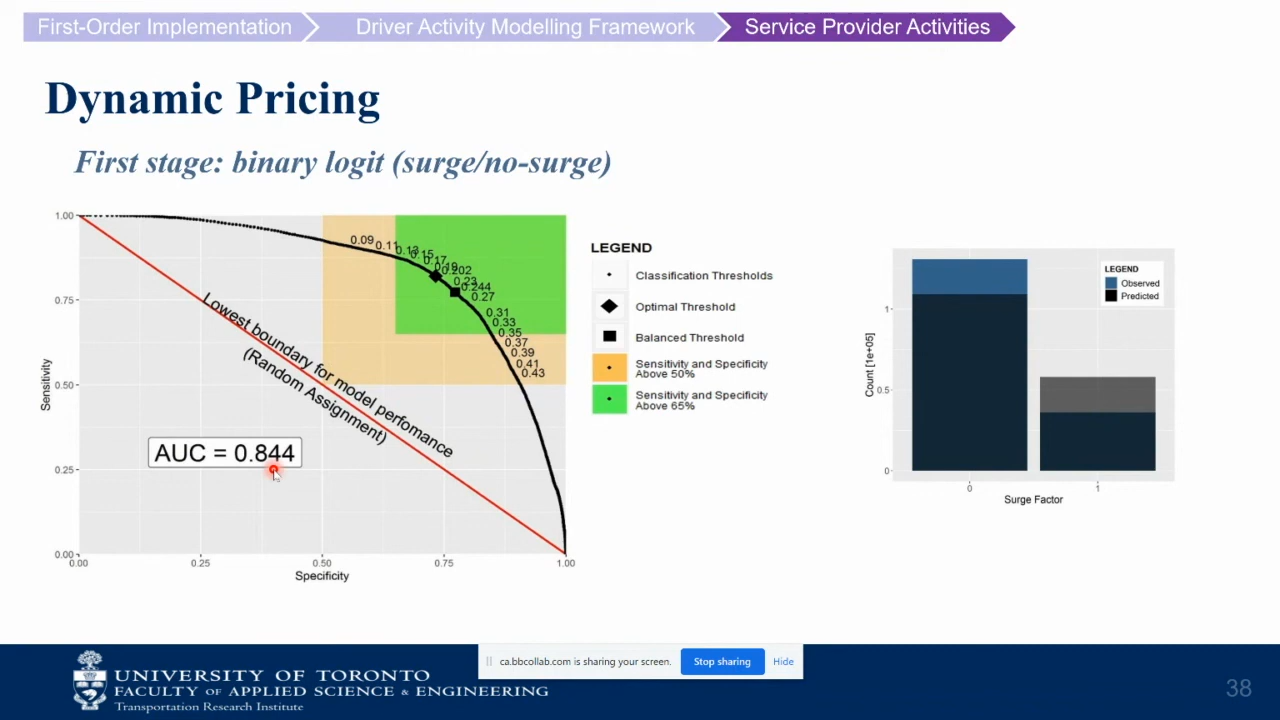 First-Order Implementation
Driver Activity Modelling Framework
Service Provider Activities
Dynamic Pricing
First stage: binary logit (surge/no-surge)
1.00
0.75
0.50
0.25
0.00
Sensitivity
0.09
0.11
0.13
0.15
0.17
0.19
0.202
0.23
0.244
0.27
0.31
0.33
0.35
0.37
0.39
0.41
0.43
Lowest boundary for model perfomance
(Random Assignment)
AUC = 0.844
0.00
0.25
0.50
0.75
1.00
Specificity
LEGEND
Classification Thresholds
Optimal Threshold
Balanced Threshold
Sensitivity and Specificity
Above 50%
Sensitivity and Specificity
Above 65%
Count [1e+05]
1
0.5
0
LEGEND
Observed
Predicted
0
1
Surge Factor
ca.bbcollab.com is sharing your screen.
Stop sharing
Hide
UNIVERSITY OF TORONTO
FACULTY OF APPLIED SCIENCE & ENGINEERING
Transportation Research Institute
38